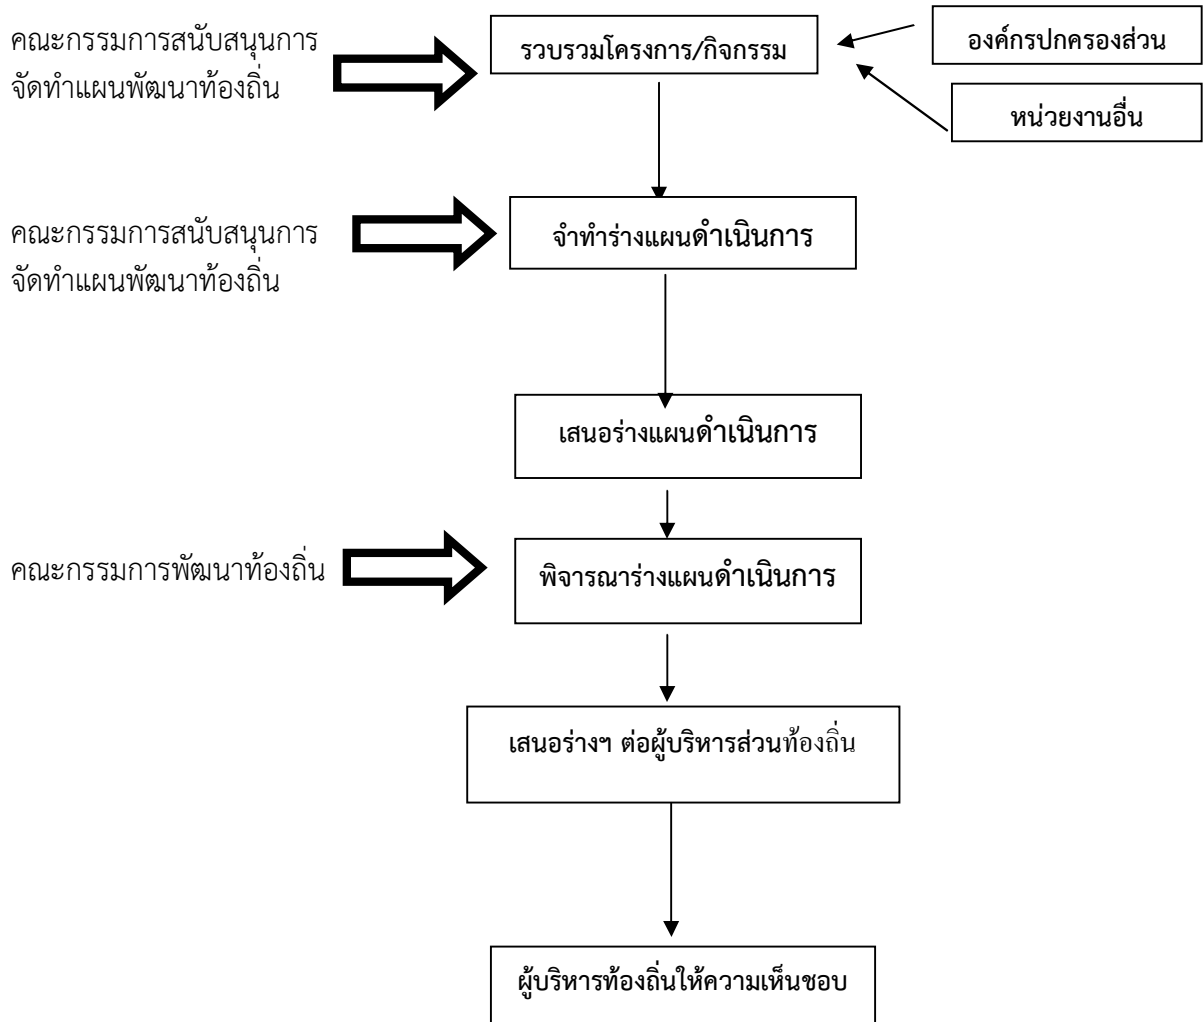 คณะกรรมการสนับสนุนการ
จัดทำแผนพัฒนาท้องถิ่น
รวบรวมโครงการ/กิจกรรม
องค์กรปกครองส่วน
หน่วยงานอื่น
คณะกรรมการสนับสนุนการ
จัดทำแผนพัฒนาท้องถิ่น
จำทำร่างแผนดำเนินการ
เสนอร่างแผนดำเนินการ
คณะกรรมการพัฒนาท้องถิ่น
พิจารณาร่างแผนดำเนินการ
เสนอร่างฯ ต่อผู้บริหารส่วนท้องถิ่น
ผู้บริหารท้องถิ่นให้ความเห็นชอบ